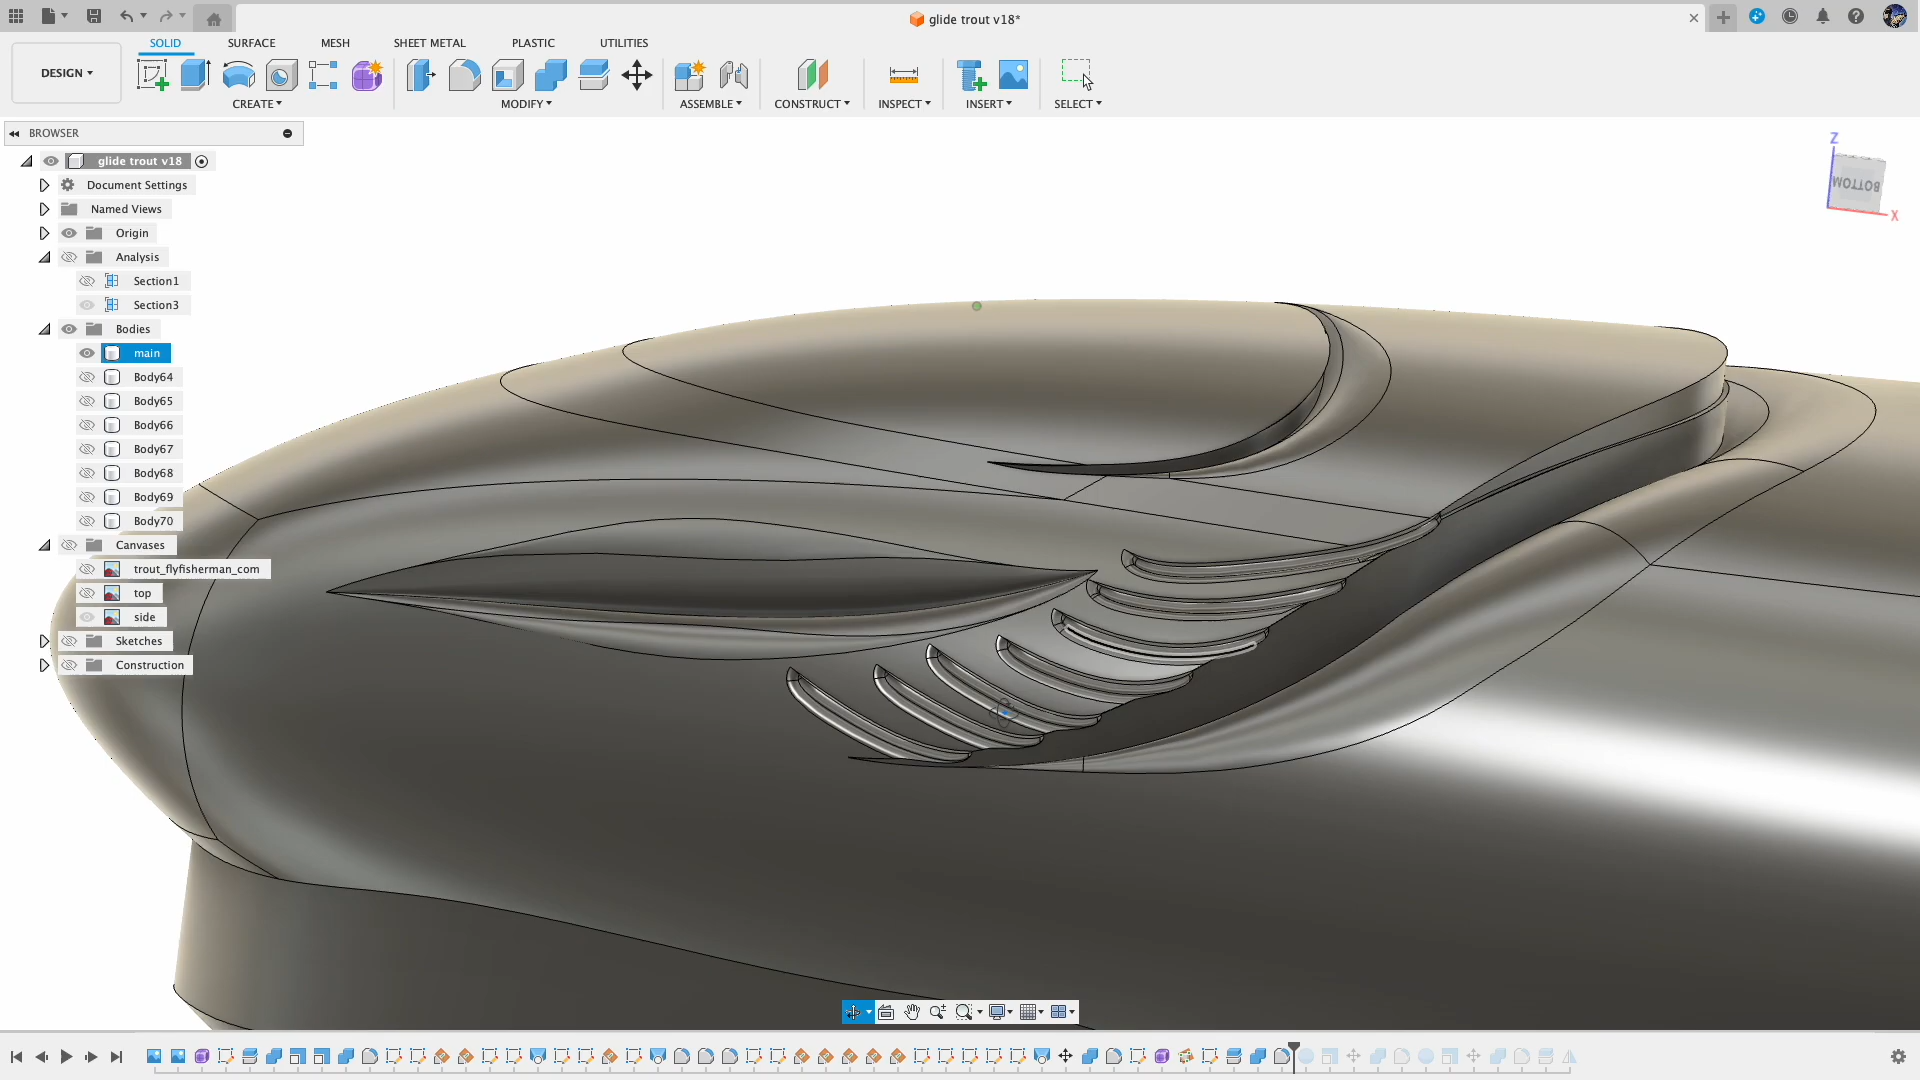 glide trout v18*
SOLID SURFACE MESH SHEET METAL PLASTIC UTILITIES
DESIGN
CREATE MODIFY ASSEMBLE CONSTRUCT INSPECT INSERT SELECT
BROWSER
glide trout v18
Document Settings
Named Views
Origin
Analysis
Section1
Section3
Bodies
main
Body64
Body65
Body66
Body67
Body68
Body69
Body70
Canvases
trout_flyfisherman_com
top
side
Sketches
Construction
Z
BOTTOM
X